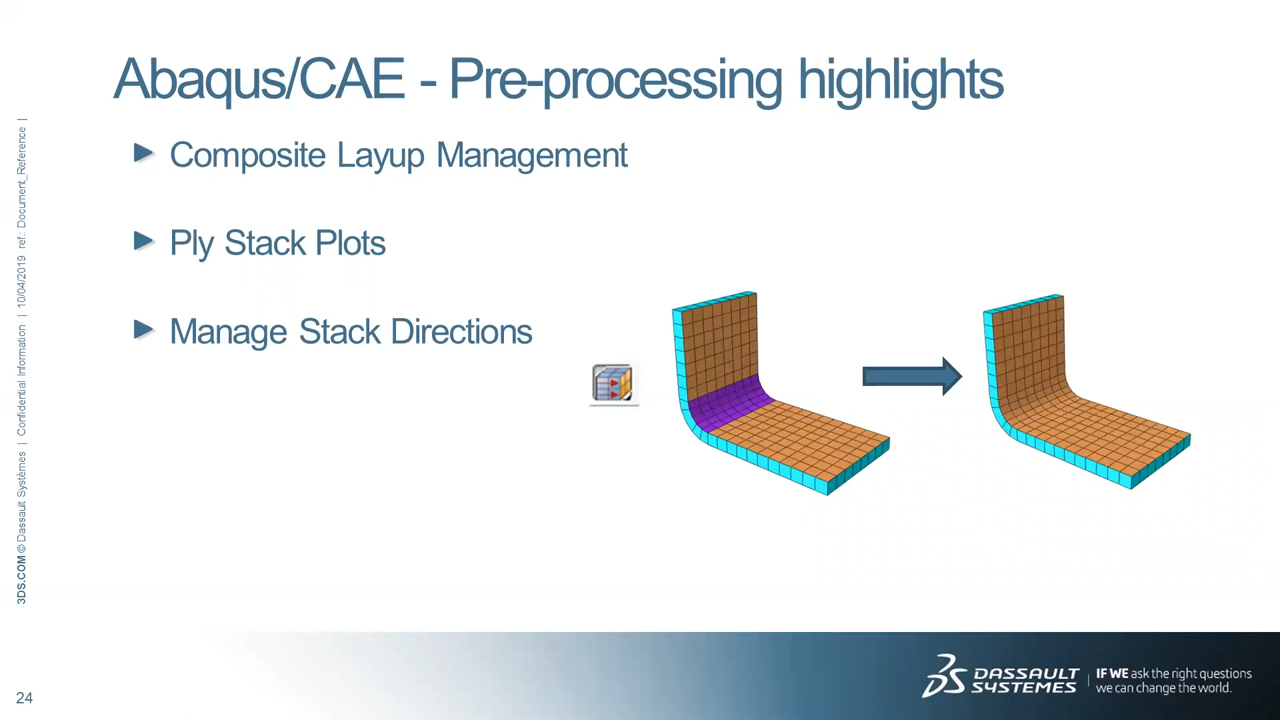 Abaqus/CAE - Pre-processing highlights
Composite Layup Management
Ply Stack Plots
Manage Stack Directions
3DS.COM © Dassault Systèmes | Confidential Information | 10/04/2019 ref.: Document_Reference |
24
DASSAULT
SYSTEMES
IF WE ask the right questions
we can change the world.